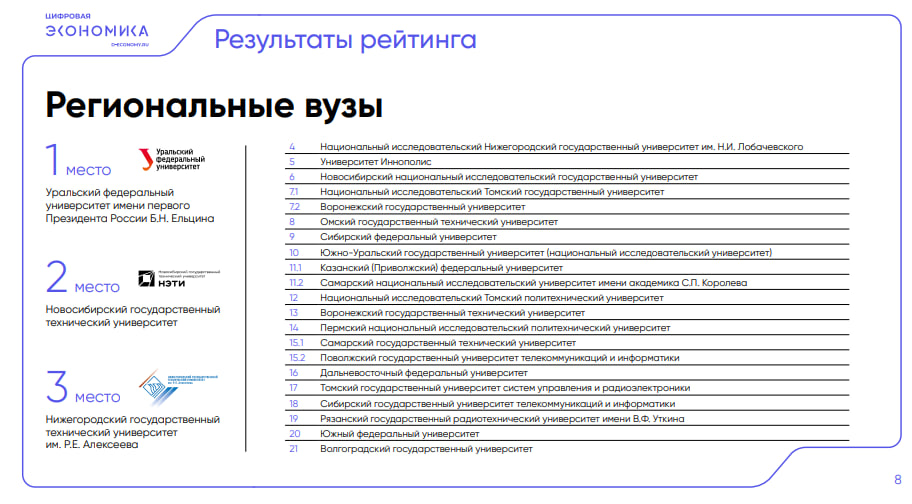 ЦИФРОВАЯ
ЭКОНОМИКА
D-ECONOMY.RU
Результаты рейтинга
Региональные вузы
1 место
Уральский
федеральный
университет
Уральский федеральный
университет имени первого
Президента России Б.Н. Ельцина
2 место
Новосибирский государственный
технический университет
НЭТИ
Новосибирский государственный
технический университет
3 место
Нижегородский государственный
технический университет
им. Р.Е. Алексеева
4 Национальный исследовательский Нижегородский государственный университет им. Н.И. Лобачевского
5 Университет Иннополис
6 Новосибирский национальный исследовательский государственный университет
7.1 Национальный исследовательский Томский государственный университет
7.2 Воронежский государственный университет
8 Омский государственный технический университет
9 Сибирский федеральный университет
10 Южно-Уральский государственный университет (национальный исследовательский университет)
11.1 Казанский (Приволжский) федеральный университет
11.2 Самарский национальный исследовательский университет имени академика С.П. Королева
12 Национальный исследовательский Томский политехнический университет
13 Воронежский государственный технический университет
14 Пермский национальный исследовательский политехнический университет
15.1 Самарский государственный технический университет
15.2 Поволжский государственный университет телекоммуникаций и информатики
16 Дальневосточный федеральный университет
17 Томский государственный университет систем управления и радиоэлектроники
18 Сибирский государственный университет телекоммуникаций и информатики
19 Рязанский государственный радиотехнический университет имени В.Ф. Уткина
20 Южный федеральный университет
21 Волгоградский государственный университет
8